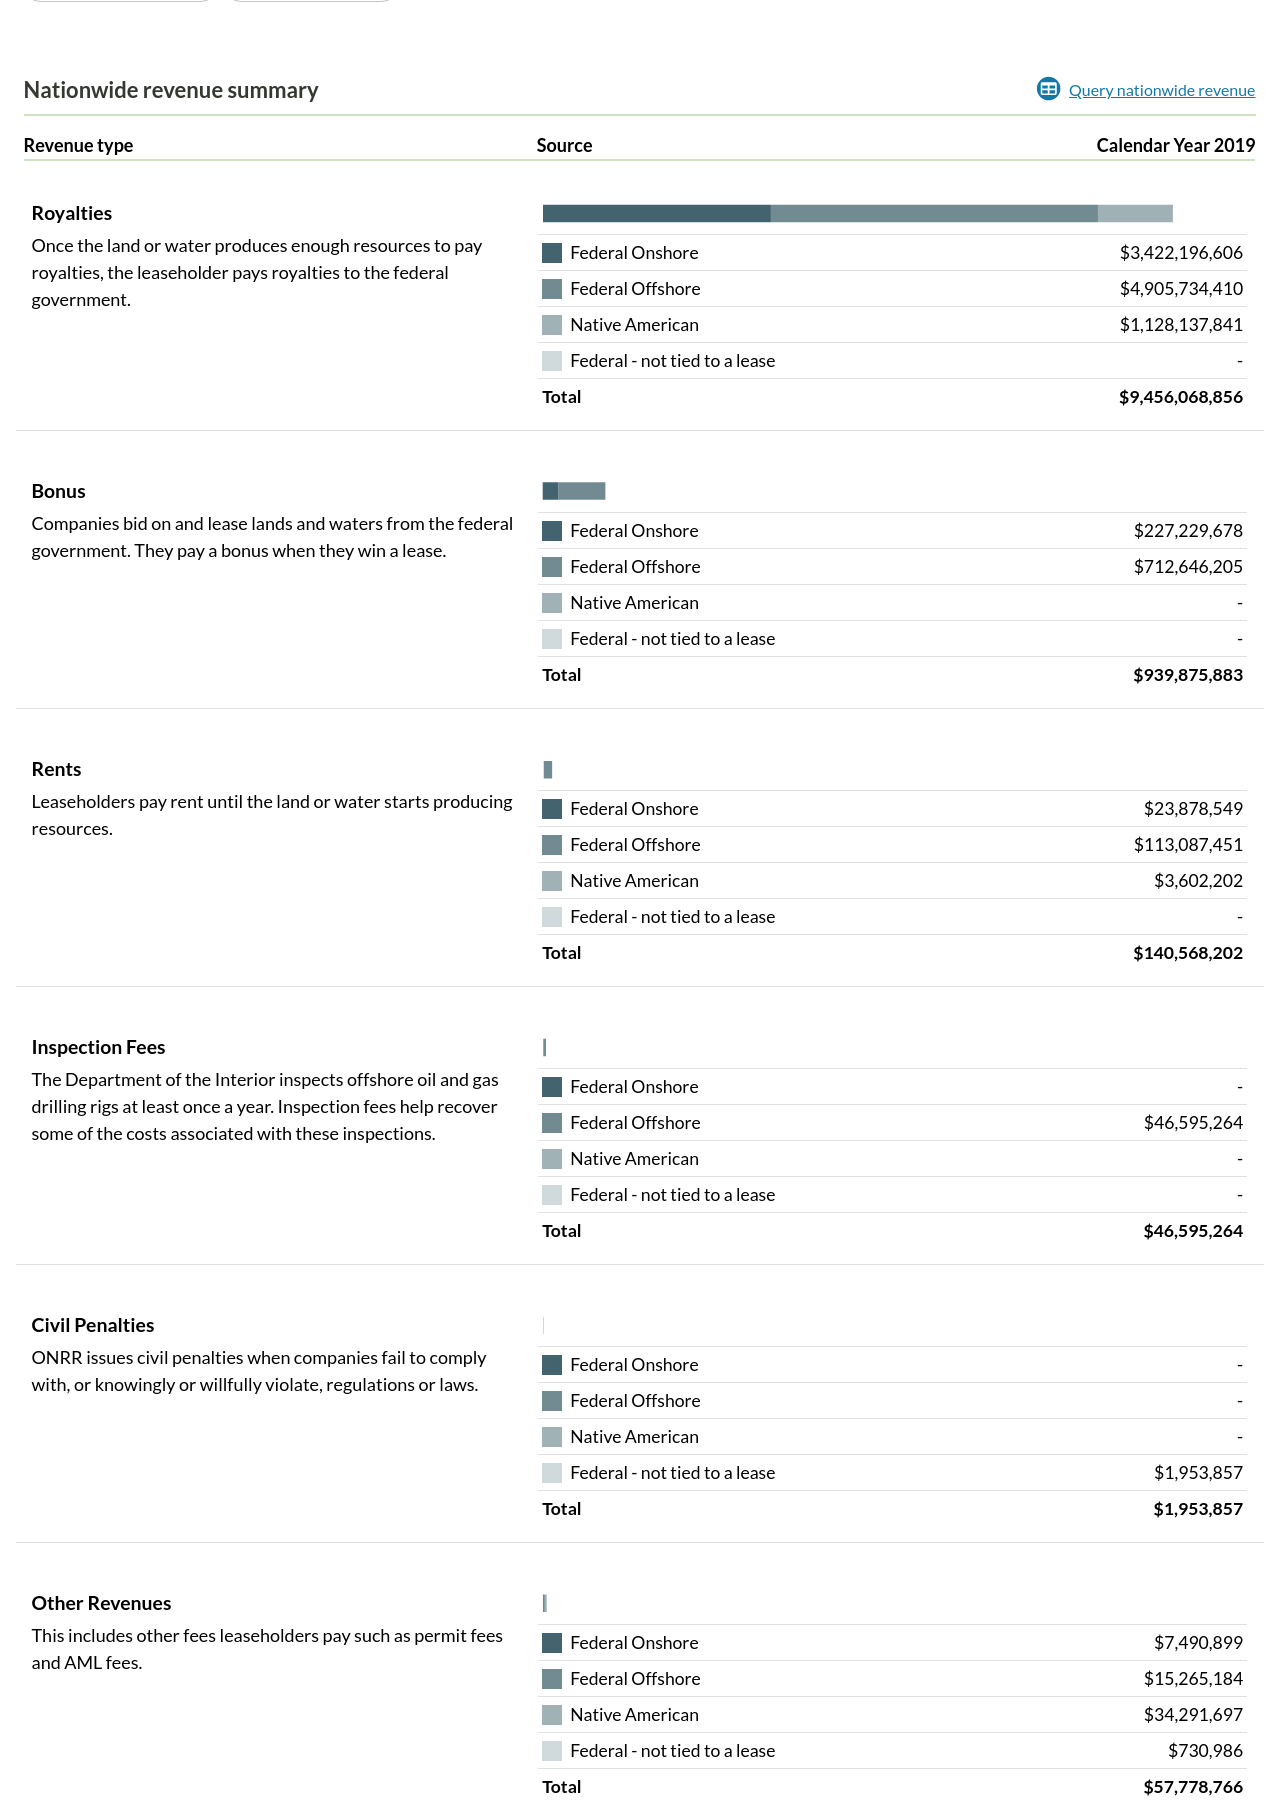 Nationwide revenue summary
Query nationwide revenue
Revenue type Source Calendar Year 2019
Royalties
Once the land or water produces enough resources to pay
royalties, the leaseholder pays royalties to the federal
government.
Federal Onshore $3,422,196,606
Federal Offshore $4,905,734,410
Native American $1,128,137,841
Federal - not tied to a lease -
Total $9,456,068,856
Bonus
Companies bid on and lease lands and waters from the federal
government. They pay a bonus when they win a lease.
Federal Onshore $227,229,678
Federal Offshore $712,646,205
Native American -
Federal - not tied to a lease -
Total $939,875,883
Rents
Leaseholders pay rent until the land or water starts producing
resources.
Federal Onshore $23,878,549
Federal Offshore $113,087,451
Native American $3,602,202
Federal - not tied to a lease -
Total $140,568,202
Inspection Fees
The Department of the Interior inspects offshore oil and gas
drilling rigs at least once a year. Inspection fees help recover
some of the costs associated with these inspections.
Federal Onshore -
Federal Offshore $46,595,264
Native American -
Federal - not tied to a lease -
Total $46,595,264
Civil Penalties
ONRR issues civil penalties when companies fail to comply
with, or knowingly or willfully violate, regulations or laws.
Federal Onshore -
Federal Offshore -
Native American -
Federal - not tied to a lease $1,953,857
Total $1,953,857
Other Revenues
This includes other fees leaseholders pay such as permit fees
and AML fees.
Federal Onshore $7,490,899
Federal Offshore $15,265,184
Native American $34,291,697
Federal - not tied to a lease $730,986
Total $57,778,766